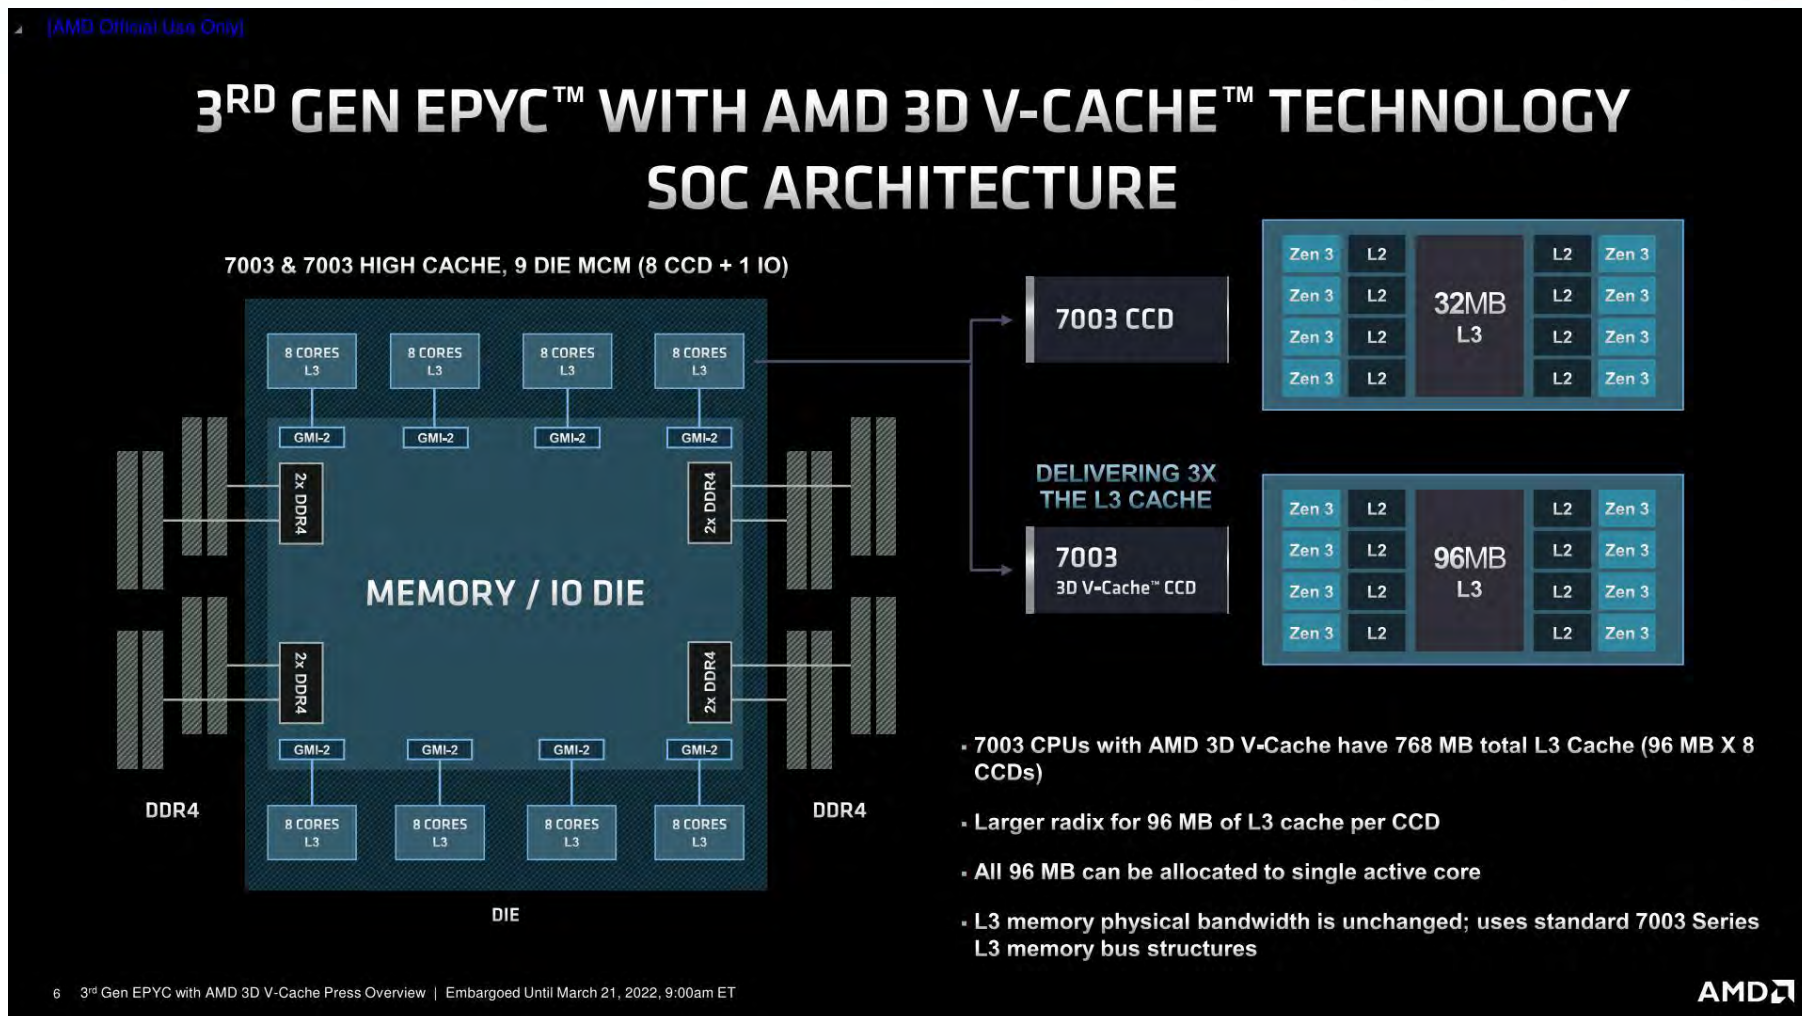 [AMD Official Use Only]
3RD GEN EPYC™ WITH AMD 3D V-CACHE™ TECHNOLOGY
SOC ARCHITECTURE
7003 & 7003 HIGH CACHE, 9 DIE MCM (8 CCD + 1 IO)
8 CORES
L3
8 CORES
L3
8 CORES
L3
8 CORES
L3
GMI-2
GMI-2
GMI-2
GMI-2
2x DDR4
2x DDR4
MEMORY / IO DIE
2x DDR4
2x DDR4
GMI-2
GMI-2
GMI-2
GMI-2
DDR4
DDR4
8 CORES
L3
8 CORES
L3
8 CORES
L3
8 CORES
L3
DIE
7003 CCD
Zen 3 L2 L2 Zen 3
Zen 3 L2 L2 Zen 3
32MB
L3
Zen 3 L2 L2 Zen 3
Zen 3 L2 L2 Zen 3
DELIVERING 3X
THE L3 CACHE
7003
3D V-Cache™ CCD
Zen 3 L2 L2 Zen 3
Zen 3 L2 L2 Zen 3
96MB
L3
Zen 3 L2 L2 Zen 3
Zen 3 L2 L2 Zen 3
▪ 7003 CPUs with AMD 3D V-Cache have 768 MB total L3 Cache (96 MB X 8
CCDs)
▪ Larger radix for 96 MB of L3 cache per CCD
▪ All 96 MB can be allocated to single active core
▪ L3 memory physical bandwidth is unchanged; uses standard 7003 Series
L3 memory bus structures
6 3rd Gen EPYC with AMD 3D V-Cache Press Overview | Embargoed Until March 21, 2022, 9:00am ET
AMD